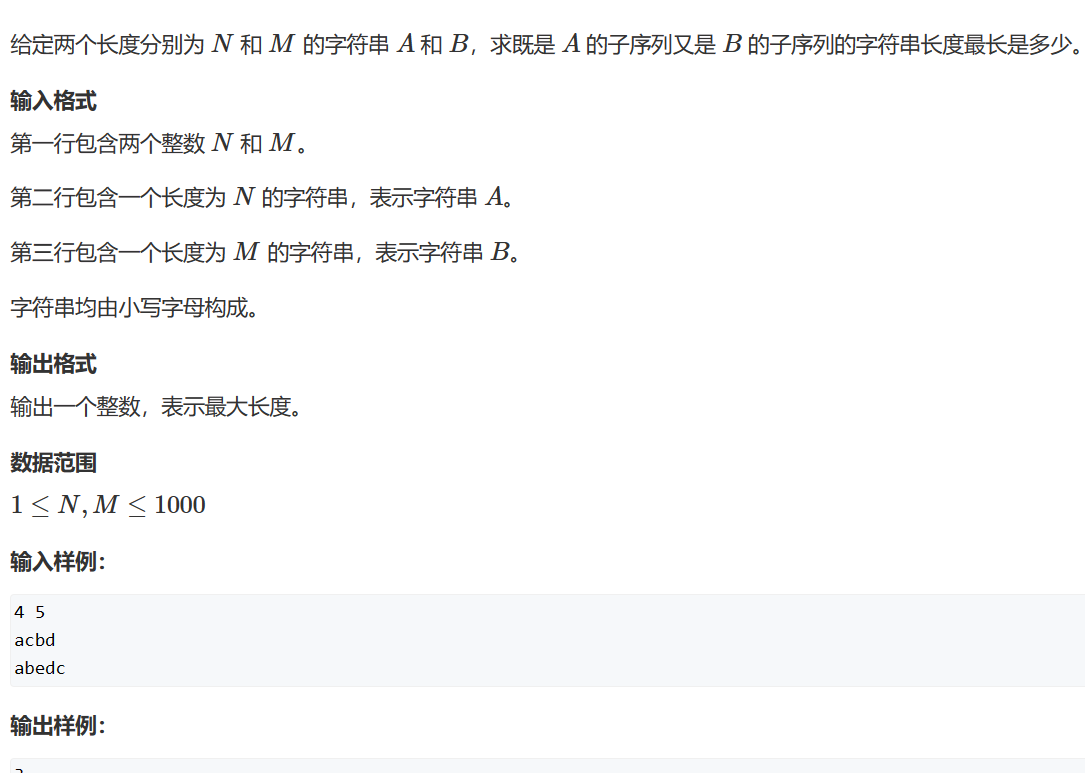 给定两个长度分别为 N 和 M 的字符串 A 和 B，求既是 A 的子序列又是 B 的子序列的字符串长度最长是多少。
输入格式
第一行包含两个整数 N 和 M。
第二行包含一个长度为 N 的字符串，表示字符串 A。
第三行包含一个长度为 M 的字符串，表示字符串 B。
字符串均由小写字母构成。
输出格式
输出一个整数，表示最大长度。
数据范围
1 ≤ N, M ≤ 1000
输入样例：
4 5
acbd
abedc
输出样例：